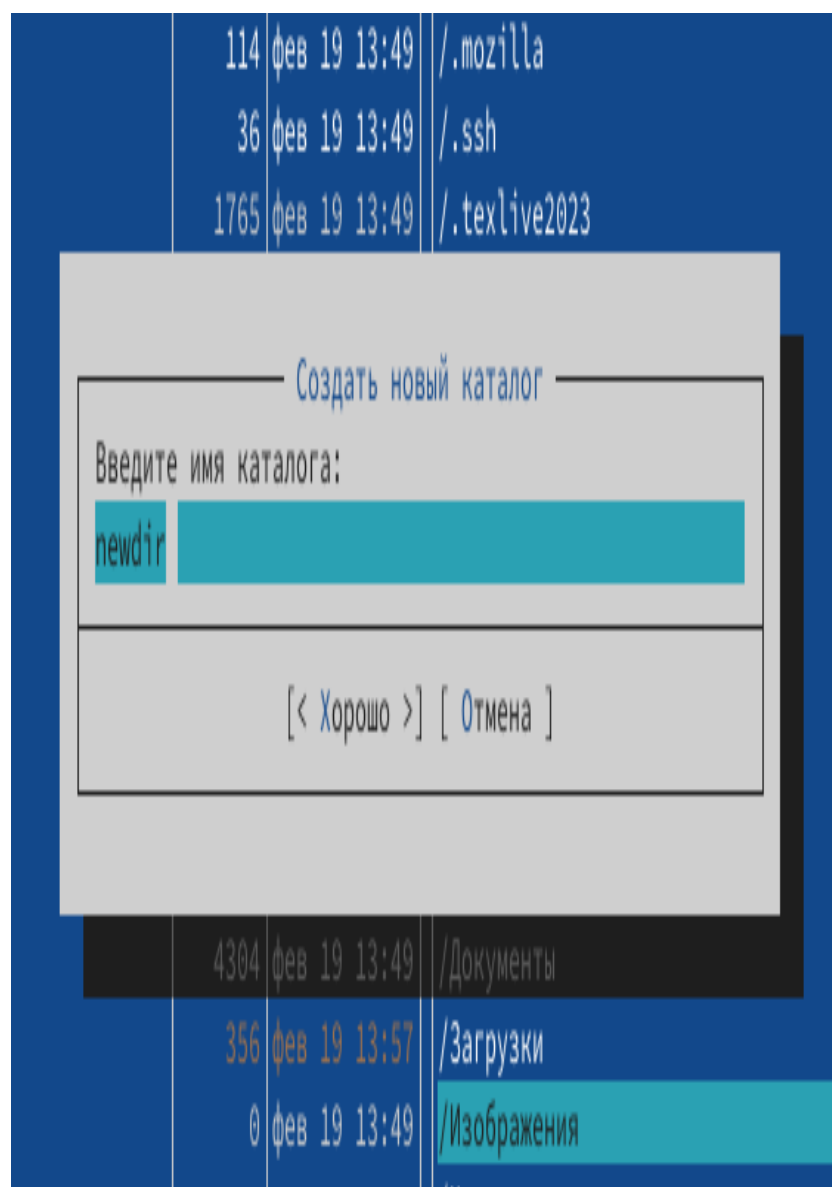 114 фев 19 13:49 /.mozilla
36 фев 19 13:49 /.ssh
1765 фев 19 13:49 /.texlive2023
Создать новый каталог
Введите имя каталога:
newdir
[< Хорошо >] [ Отмена ]
4304 фев 19 13:49 /Документы
356 фев 19 13:57 /Загрузки
0 фев 19 13:49 /Изображения